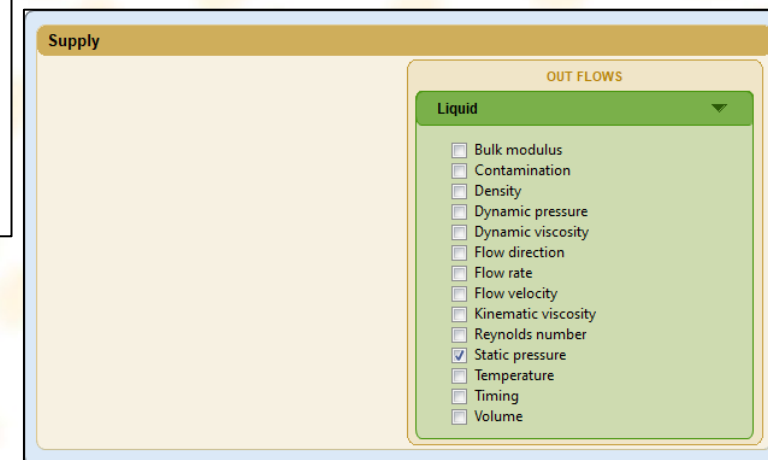 Supply
OUT FLOWS
Liquid
Bulk modulus
Contamination
Density
Dynamic pressure
Dynamic viscosity
Flow direction
Flow rate
Flow velocity
Kinematic viscosity
Reynolds number
Static pressure
Temperature
Timing
Volume